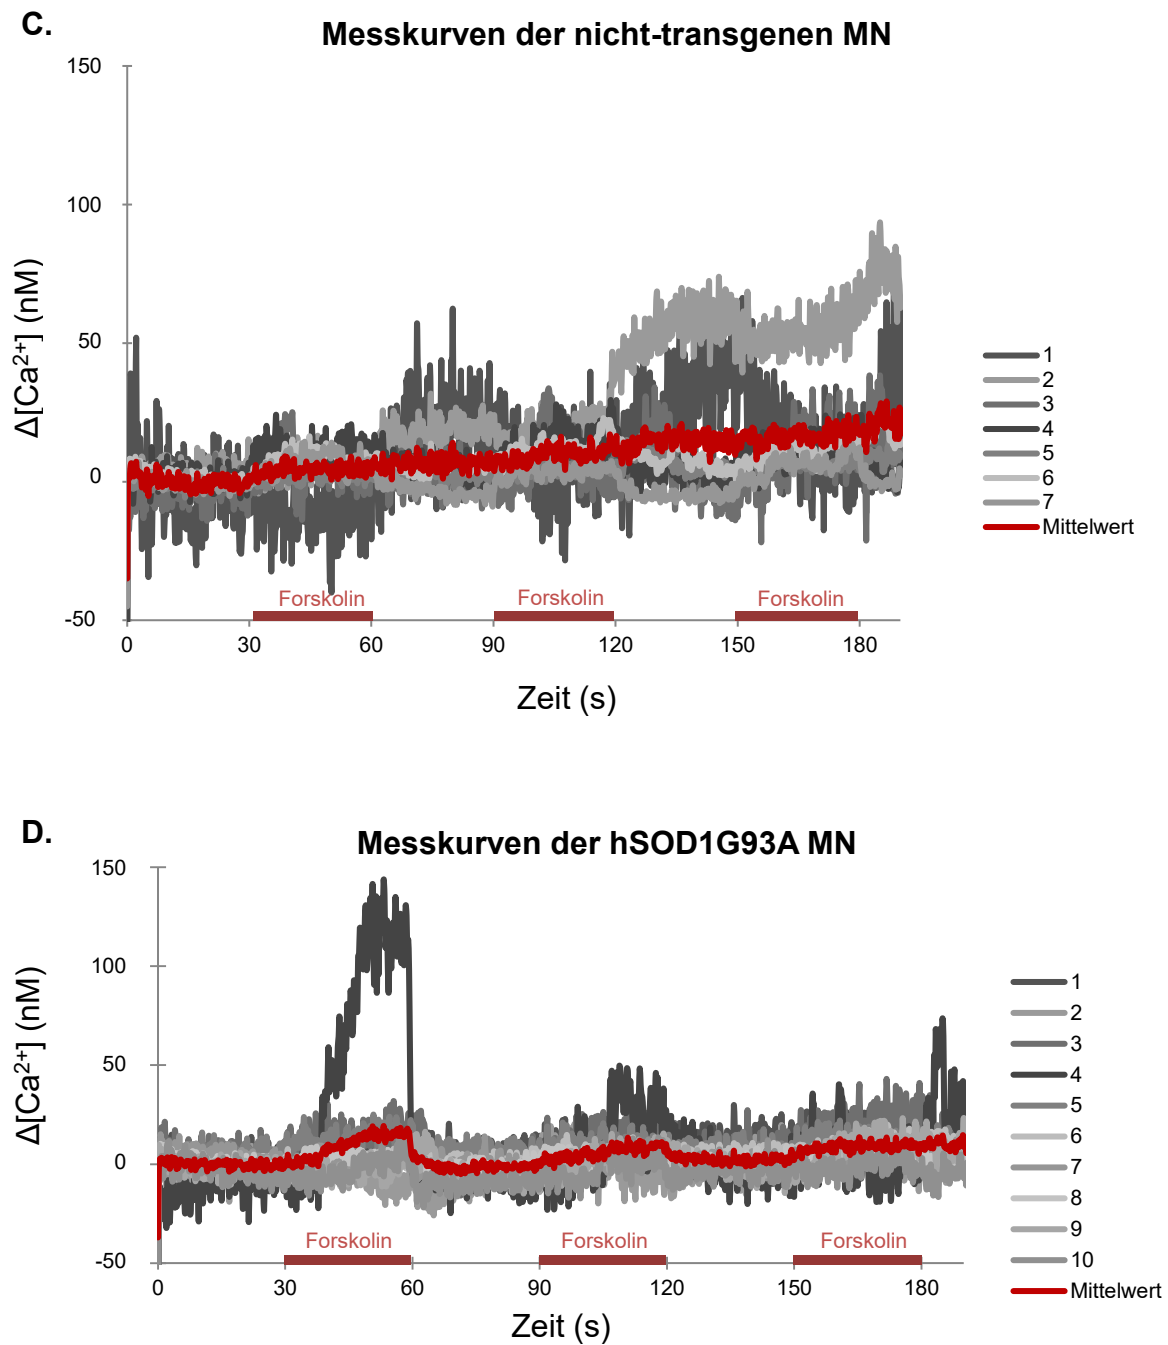 C.
Messkurven der nicht-transgenen MN
150
100
50
0
-50
Δ[Ca²⁺] (nM)
Forskolin Forskolin Forskolin
0 30 60 90 120 150 180
Zeit (s)
1
2
3
4
5
6
7
Mittelwert
D.
Messkurven der hSOD1G93A MN
150
100
50
0
-50
Δ[Ca²⁺] (nM)
Forskolin Forskolin Forskolin
0 30 60 90 120 150 180
Zeit (s)
1
2
3
4
5
6
7
8
9
10
Mittelwert